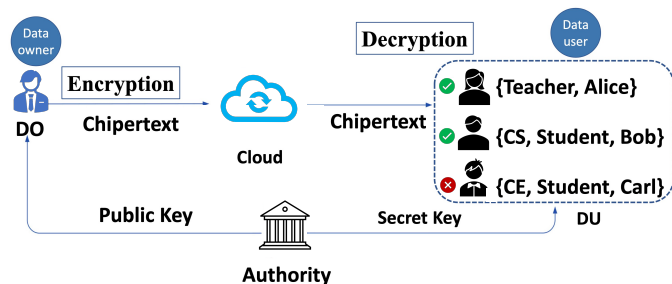 Data
owner
Decryption
Data
user
Encryption
{Teacher, Alice}
DO
Chipertext
Chipertext
{CS, Student, Bob}
Cloud
{CE, Student, Carl}
Public Key
Secret Key
DU
Authority